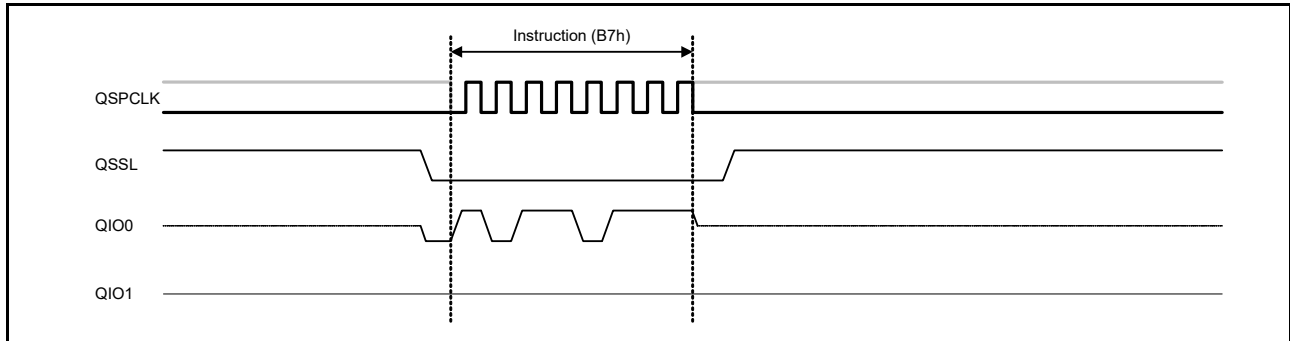 Instruction (B7h)
QSPCLK
QSSL
QIO0
QIO1